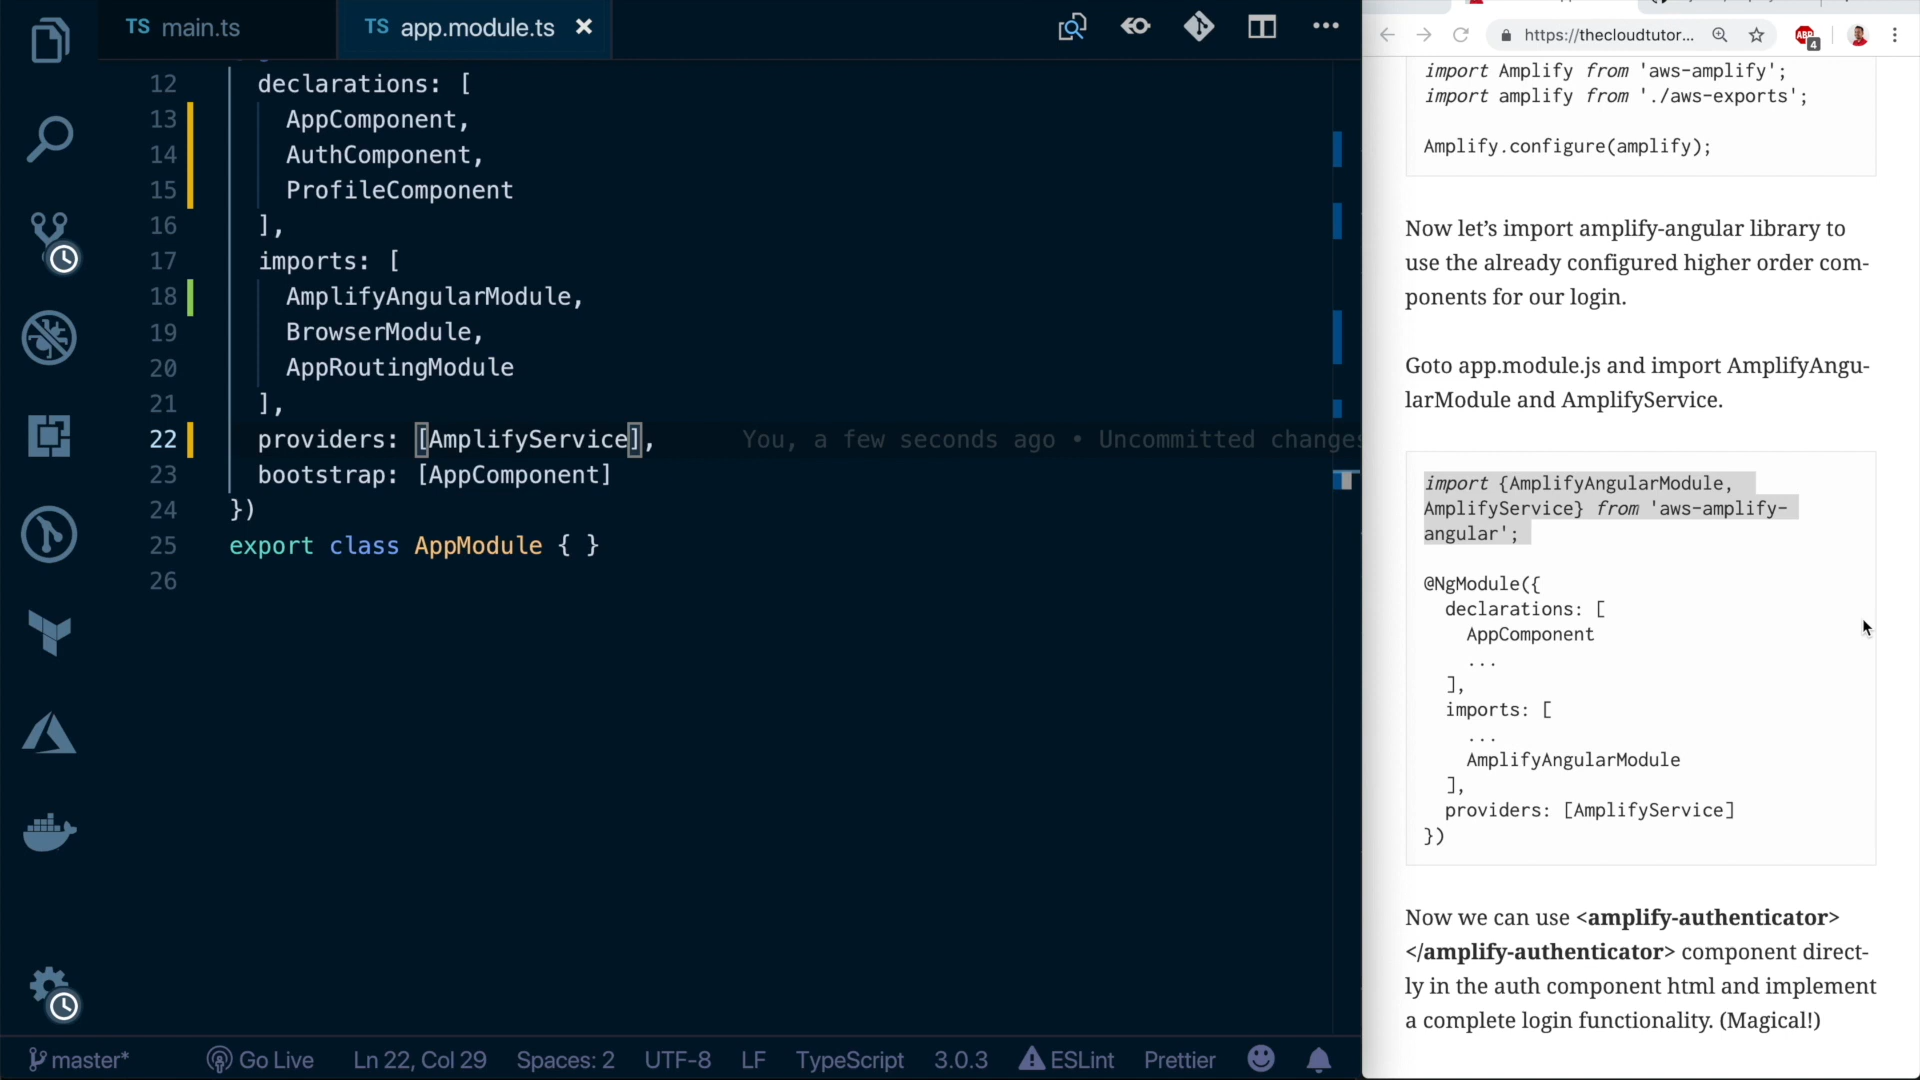 TS main.ts
TS app.module.ts ×
12 declarations: [
13 AppComponent,
14 AuthComponent,
15 ProfileComponent
16 ],
17 imports: [
18 AmplifyAngularModule,
19 BrowserModule,
20 AppRoutingModule
21 ],
22 providers: [AmplifyService], You, a few seconds ago • Uncommitted changes
23 bootstrap: [AppComponent]
24 })
25 export class AppModule { }
26
master* Go Live Ln 22, Col 29 Spaces: 2 UTF-8 LF TypeScript 3.0.3 ESLint Prettier
https://thecloudtutor...
ABP
4
import Amplify from 'aws-amplify';
import amplify from './aws-exports';
Amplify.configure(amplify);
Now let’s import amplify-angular library to
use the already configured higher order com-
ponents for our login.
Goto app.module.js and import AmplifyAngu-
larModule and AmplifyService.
import {AmplifyAngularModule,
AmplifyService} from 'aws-amplify-
angular';
@NgModule({
declarations: [
AppComponent
...
],
imports: [
...
AmplifyAngularModule
],
providers: [AmplifyService]
})
Now we can use <amplify-authenticator>
</amplify-authenticator> component direct-
ly in the auth component html and implement
a complete login functionality. (Magical!)